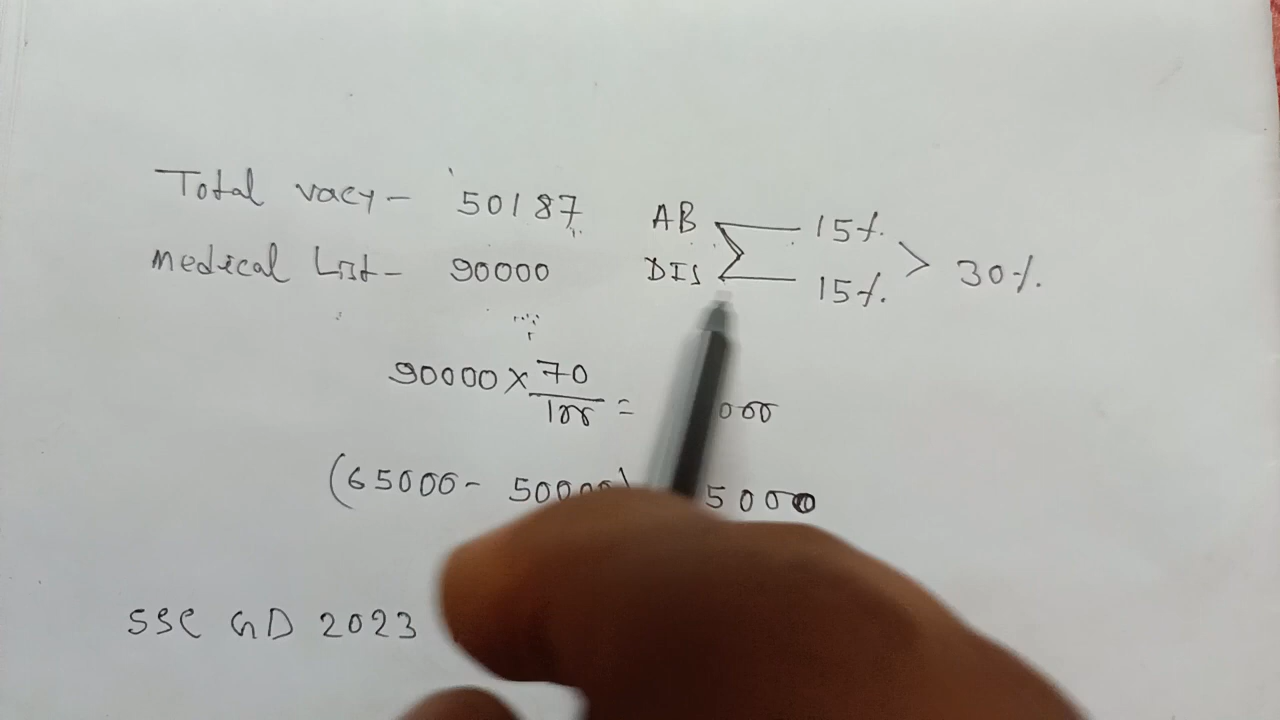 Total vacy- 50187
medical List- 90000
AB 15%.
DIS 15%. > 30%.
90000 x 70/100 = 000
(65000- 50000) 5000
SSC GD 2023